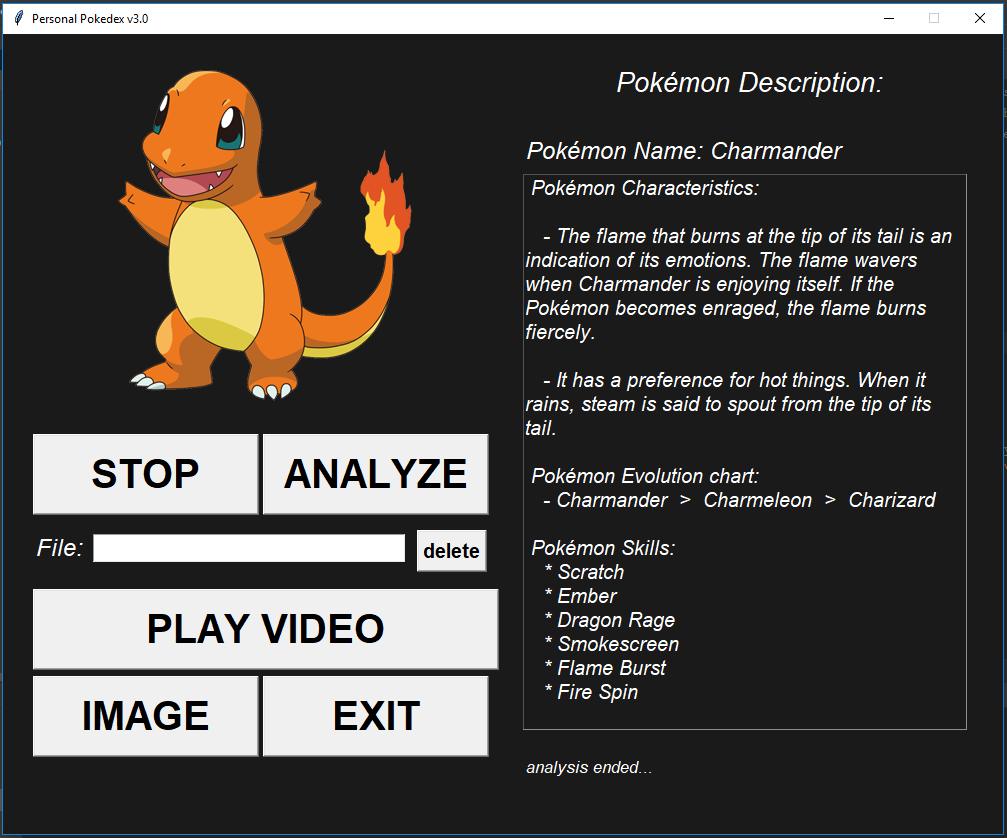 Personal Pokedex v3.0
Pokémon Description:
Pokémon Name: Charmander
Pokémon Characteristics:
- The flame that burns at the tip of its tail is an
indication of its emotions. The flame wavers
when Charmander is enjoying itself. If the
Pokémon becomes enraged, the flame burns
fiercely.
- It has a preference for hot things. When it
rains, steam is said to spout from the tip of its
tail.
Pokémon Evolution chart:
- Charmander > Charmeleon > Charizard
Pokémon Skills:
* Scratch
* Ember
* Dragon Rage
* Smokescreen
* Flame Burst
* Fire Spin
analysis ended...
STOP
ANALYZE
File:
delete
PLAY VIDEO
IMAGE
EXIT